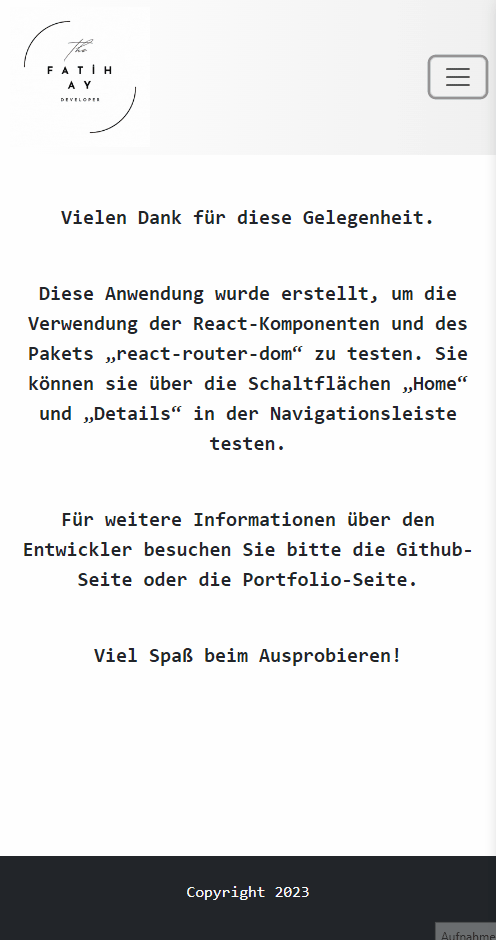 The
FATİH
AY
DEVELOPER
Vielen Dank für diese Gelegenheit.
Diese Anwendung wurde erstellt, um die
Verwendung der React-Komponenten und des
Pakets „react-router-dom“ zu testen. Sie
können sie über die Schaltflächen „Home“
und „Details“ in der Navigationsleiste
testen.
Für weitere Informationen über den
Entwickler besuchen Sie bitte die Github-
Seite oder die Portfolio-Seite.
Viel Spaß beim Ausprobieren!
Copyright 2023
Aufnahme